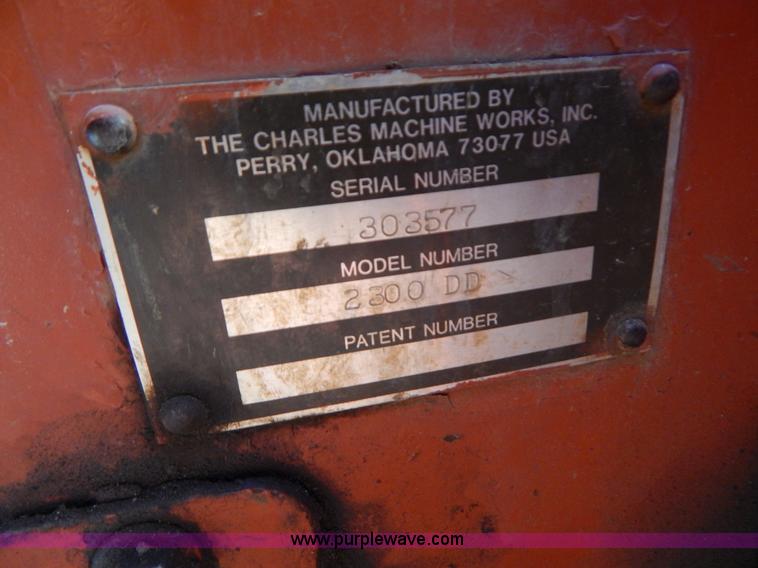 MANUFACTURED BY
THE CHARLES MACHINE WORKS, INC.
PERRY, OKLAHOMA 73077 USA
SERIAL NUMBER
303577
MODEL NUMBER
2300 DD
PATENT NUMBER
www.purplewave.com